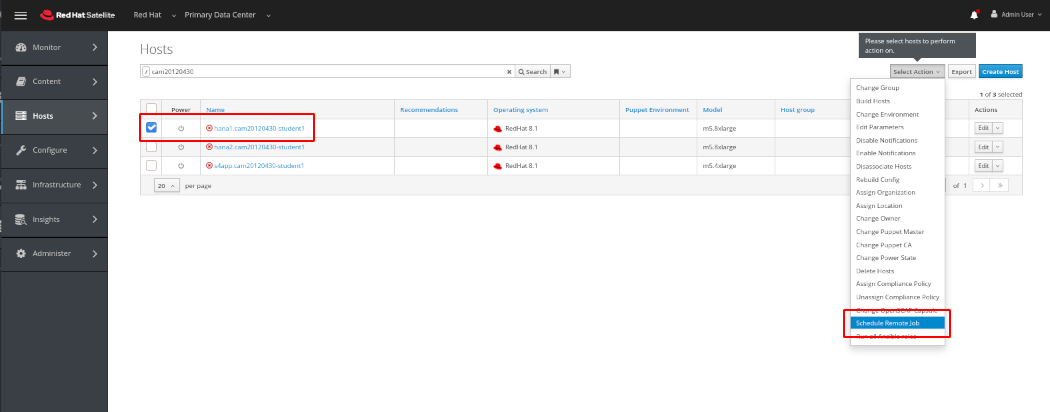 Red Hat Satellite
Red Hat
Primary Data Center
Admin User
Monitor
Content
Hosts
Configure
Infrastructure
Insights
Administer
Hosts
Please select hosts to perform
action on.
cam20120430
Search
Select Action
Export
Create Host
1 of 3 selected
Power Name Recommendations Operating system Puppet Environment Model Host group Actions
hana1.cam20120430-student1 RedHat 8.1 m5.8xlarge Edit
hana2.cam20120430-student1 RedHat 8.1 m5.8xlarge Edit
s4app.cam20120430-student1 RedHat 8.1 m5.4xlarge Edit
20 per page
of 1
Change Group
Build Hosts
Change Environment
Edit Parameters
Disable Notifications
Enable Notifications
Disassociate Hosts
Rebuild Config
Assign Organization
Assign Location
Change Owner
Change Puppet Master
Change Puppet CA
Change Power State
Delete Hosts
Assign Compliance Policy
Unassign Compliance Policy
Change OpenSCAP Capsule
Schedule Remote Job
Run all Ansible roles